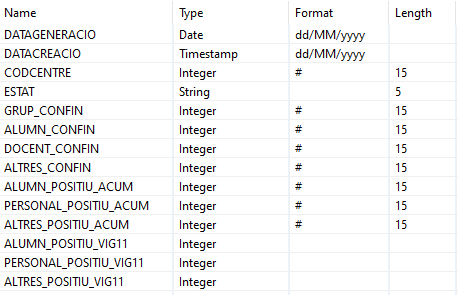 Name Type Format Length
DATAGENERACIO Date dd/MM/yyyy
DATACREACIO Timestamp dd/MM/yyyy
CODCENTRE Integer # 15
ESTAT String 5
GRUP_CONFIN Integer # 15
ALUMN_CONFIN Integer # 15
DOCENT_CONFIN Integer # 15
ALTRES_CONFIN Integer # 15
ALUMN_POSITIU_ACUM Integer # 15
PERSONAL_POSITIU_ACUM Integer # 15
ALTRES_POSITIU_ACUM Integer # 15
ALUMN_POSITIU_VIG11 Integer
PERSONAL_POSITIU_VIG11 Integer
ALTRES_POSITIU_VIG11 Integer